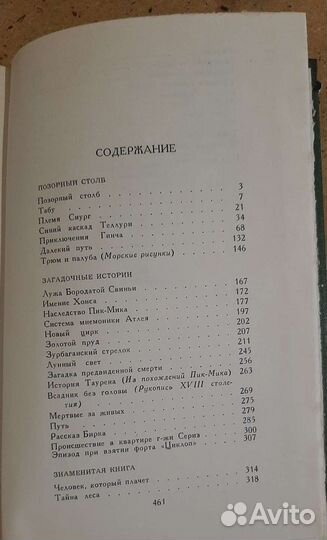 СОДЕРЖАНИЕ
ПОЗОРНЫЙ СТОЛБ
Позорный столб . . . 3
Табу . . . 7
Племя Сиург . . . 21
Синий каскад Теллури . . . 34
Приключения Гинча . . . 68
Далекий путь . . . 132
Трюм и палуба (Морские рисунки) . . . 146
ЗАГАДОЧНЫЕ ИСТОРИИ
Лужа Бородатой Свиньи . . . 167
Имение Хонса . . . 172
Наследство Пик-Мика . . . 177
Система мнемоники Атлея . . . 197
Новый цирк . . . 202
Золотой пруд . . . 207
Зурбаганский стрелок . . . 211
Лунный свет . . . 245
Загадка предвиденной смерти . . . 256
История Таурена (Из похождений Пик-Мика) 263
Всадник без головы (Рукопись XVIII столе-
тия) . . . 269
Мертвые за живых . . . 275
Путь . . . 279
Рассказ Бирка . . . 285
Происшествие в квартире г-жи Сериз . . . 300
Эпизод при взятии форта "Циклоп" . . . 307
ЗНАМЕНИТАЯ КНИГА
Человек, который плачет . . . 314
Тайна леса . . . 318
461
Avito